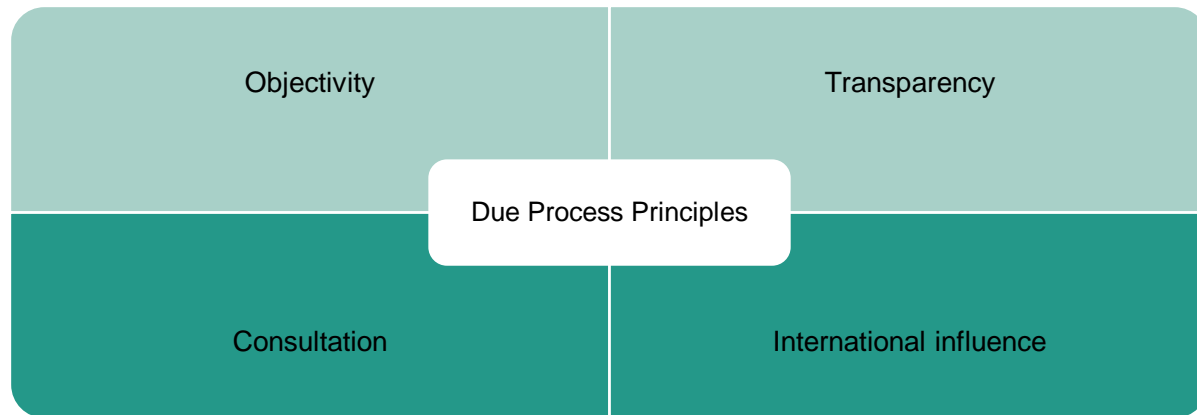 Objectivity
Transparency
Due Process Principles
Consultation
International influence